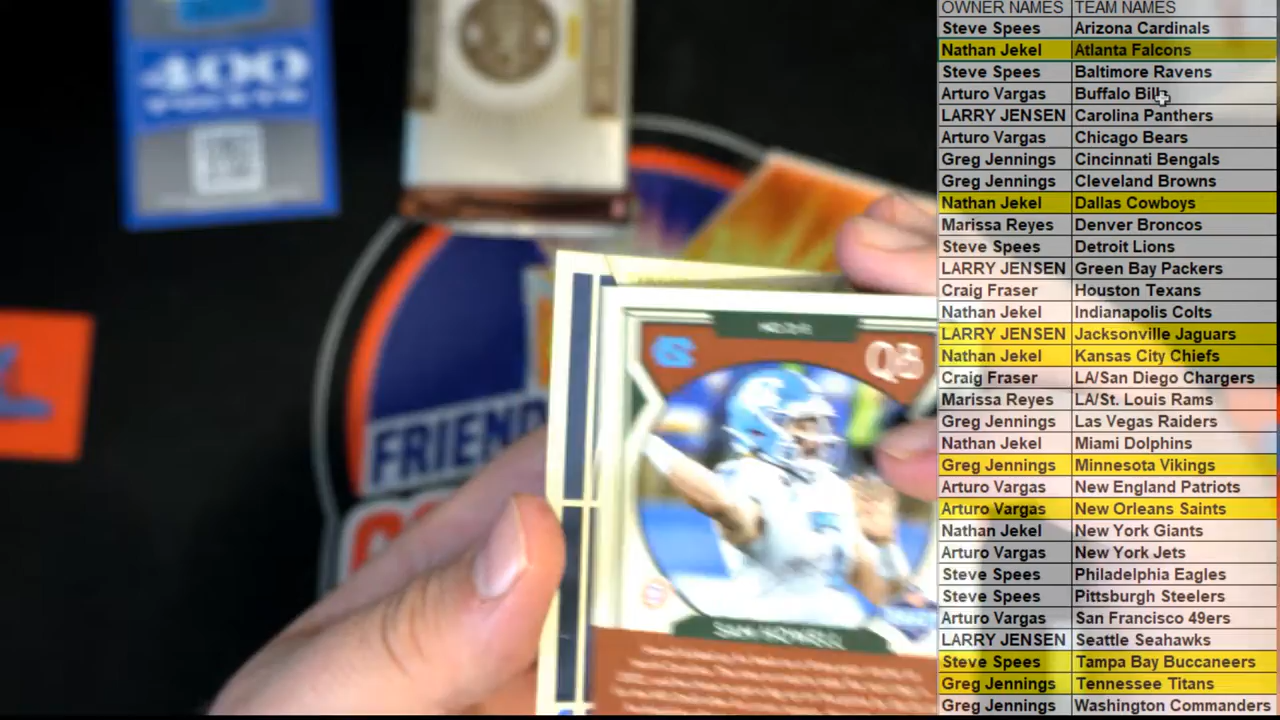 OWNER NAMES TEAM NAMES
Steve Spees Arizona Cardinals
Nathan Jekel Atlanta Falcons
Steve Spees Baltimore Ravens
Arturo Vargas Buffalo Bills
LARRY JENSEN Carolina Panthers
Arturo Vargas Chicago Bears
Greg Jennings Cincinnati Bengals
Greg Jennings Cleveland Browns
Nathan Jekel Dallas Cowboys
Marissa Reyes Denver Broncos
Steve Spees Detroit Lions
LARRY JENSEN Green Bay Packers
Craig Fraser Houston Texans
Nathan Jekel Indianapolis Colts
LARRY JENSEN Jacksonville Jaguars
Nathan Jekel Kansas City Chiefs
Craig Fraser LA/San Diego Chargers
Marissa Reyes LA/St. Louis Rams
Greg Jennings Las Vegas Raiders
Nathan Jekel Miami Dolphins
Greg Jennings Minnesota Vikings
Arturo Vargas New England Patriots
Arturo Vargas New Orleans Saints
Nathan Jekel New York Giants
Arturo Vargas New York Jets
Steve Spees Philadelphia Eagles
Steve Spees Pittsburgh Steelers
Arturo Vargas San Francisco 49ers
LARRY JENSEN Seattle Seahawks
Steve Spees Tampa Bay Buccaneers
Greg Jennings Tennessee Titans
Greg Jennings Washington Commanders
400
POINTS
FRIEND
QB
SAM HOWELL